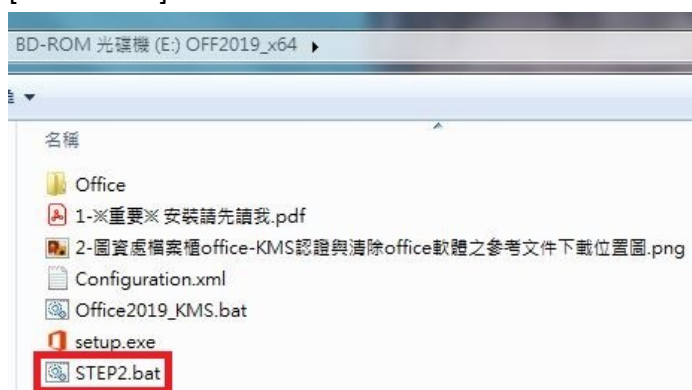 BD-ROM 光碟機 (E:) OFF2019_x64
名稱
Office
1-※重要※ 安裝請先讀我.pdf
2-圖資處檔案櫃office-KMS認證與清除office軟體之參考文件下載位置圖.png
Configuration.xml
Office2019_KMS.bat
setup.exe
STEP2.bat